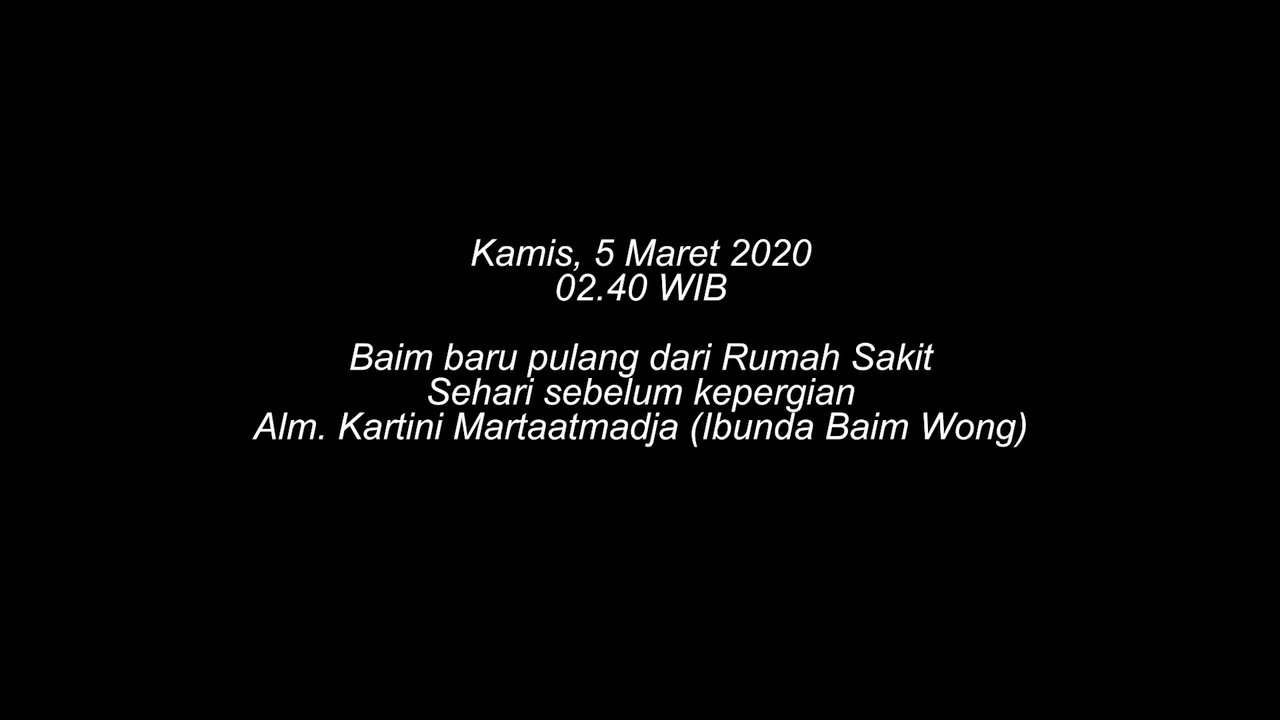 Kamis, 5 Maret 2020
02.40 WIB
Baim baru pulang dari Rumah Sakit
Sehari sebelum kepergian
Alm. Kartini Martaatmadja (Ibunda Baim Wong)